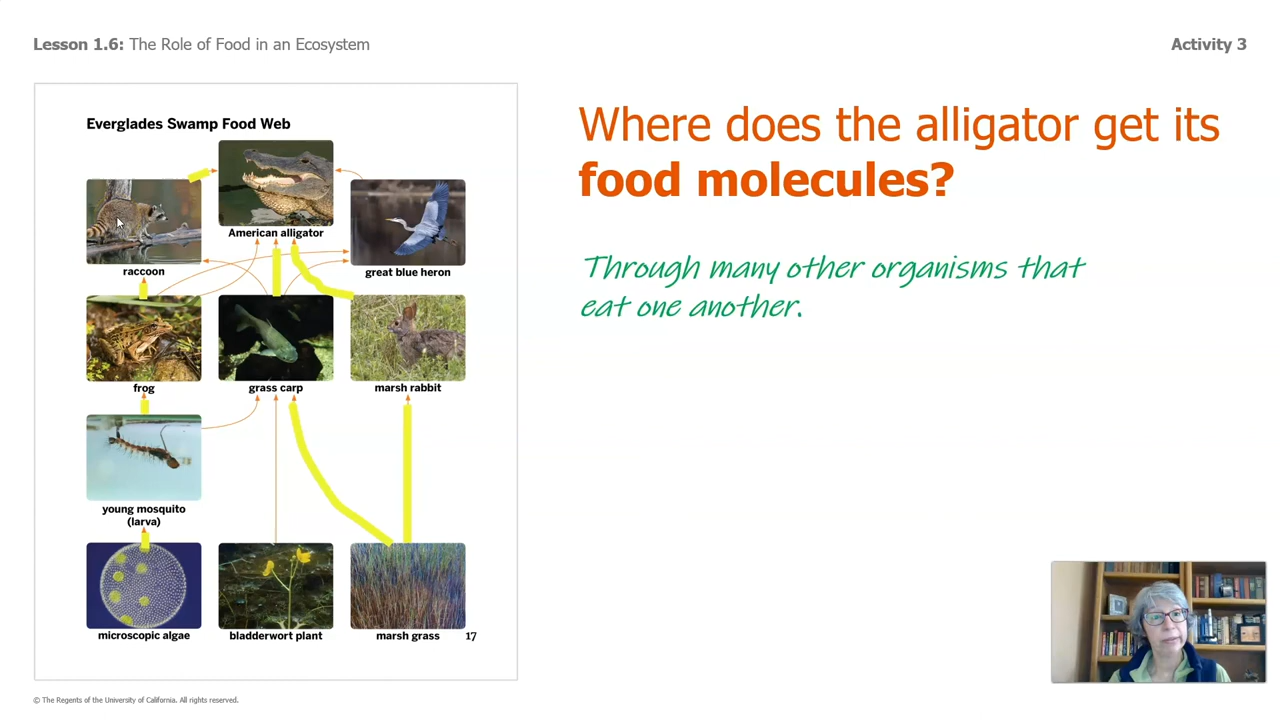 Lesson 1.6: The Role of Food in an Ecosystem
Activity 3
Everglades Swamp Food Web
American alligator
raccoon
great blue heron
frog
grass carp
marsh rabbit
young mosquito
(larva)
microscopic algae
bladderwort plant
marsh grass
17
Where does the alligator get its
food molecules?
Through many other organisms that
eat one another.
© The Regents of the University of California. All rights reserved.